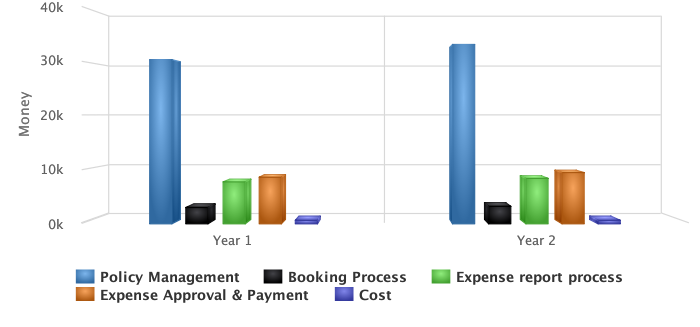 40k
30k
20k
10k
0k
Money
Year 1
Year 2
Policy Management
Booking Process
Expense report process
Expense Approval & Payment
Cost